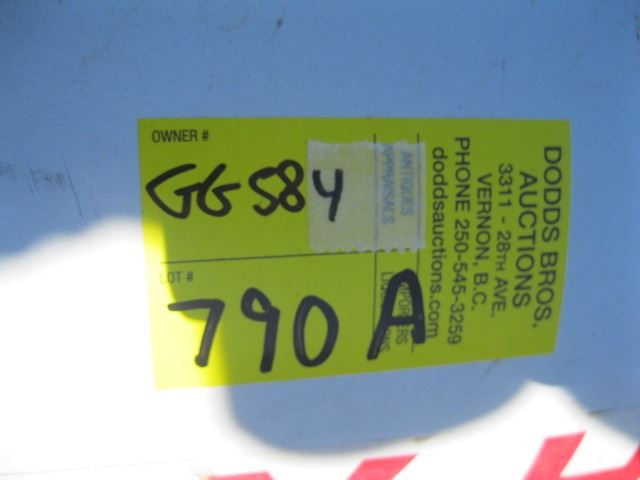 OWNER #
GG584
LOT #
790A
ANTIQUES
APPRAISALS
DODDS BROS.
AUCTIONS
3311 - 28TH AVE.
VERNON, B.C.
PHONE 250-545-3259
doddsauctions.com